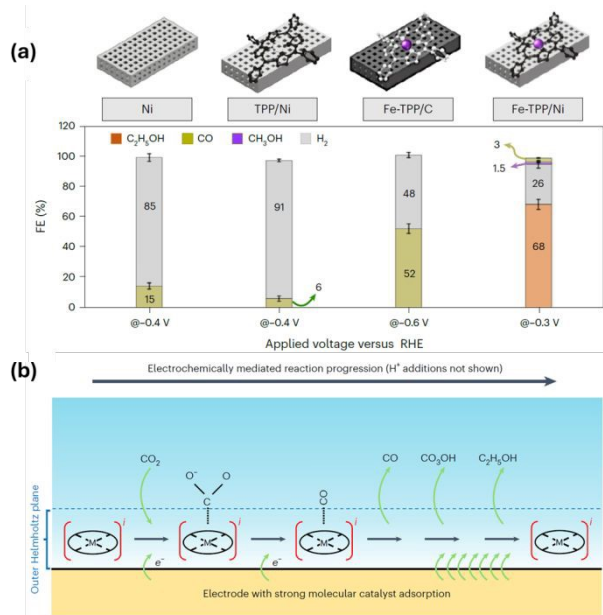 (a)
Ni
TPP/Ni
Fe-TPP/C
Fe-TPP/Ni
120
100
80
60
40
20
0
FE (%)
C₂H₅OH
CO
CH₃OH
H₂
85
15
91
6
48
52
3
1.5
26
68
@–0.4 V
@–0.4 V
@–0.6 V
@–0.3 V
Applied voltage versus RHE
(b)
Electrochemically mediated reaction progression (H⁺ additions not shown)
CO₂
O⁻
O
C
CO
CO
CO₃OH
C₂H₅OH
Outer Helmholtz plane
M
i
M
i
M
i
M
i
e⁻
e⁻
Electrode with strong molecular catalyst adsorption